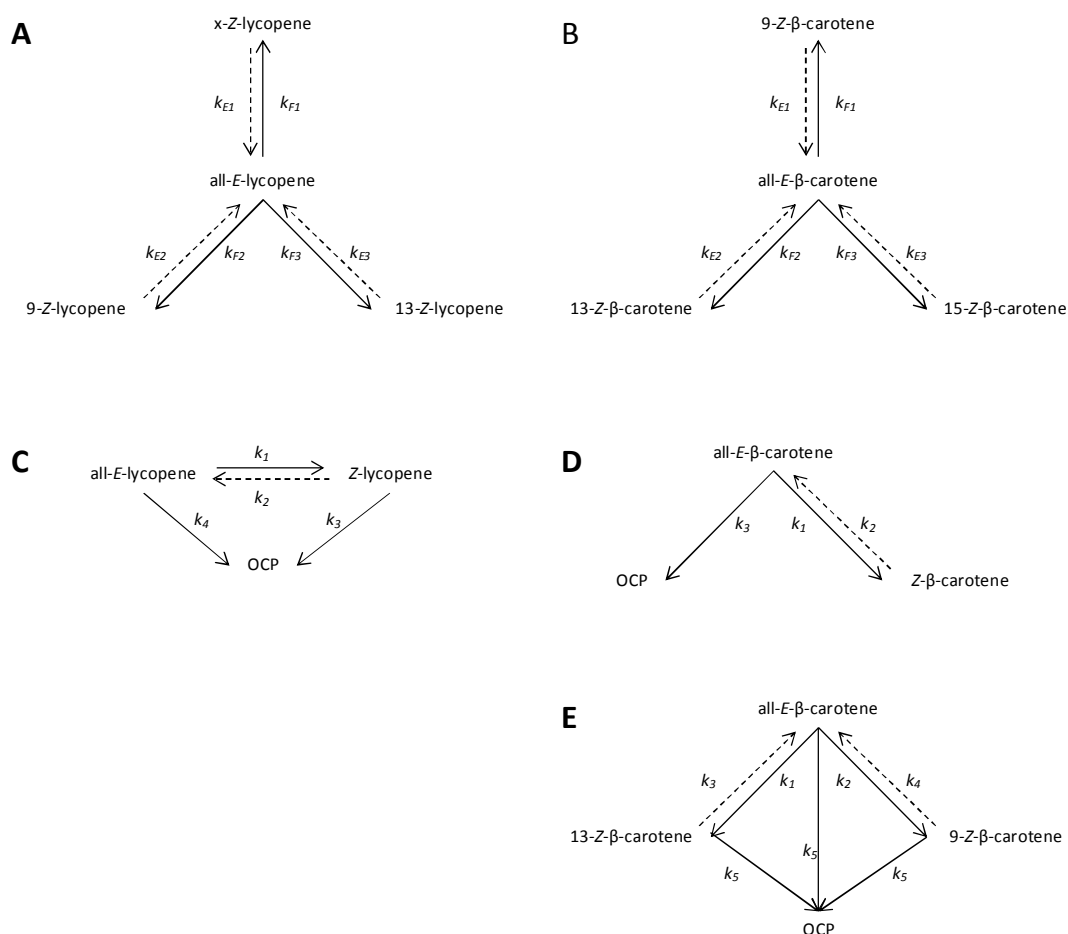 A
x-Z-lycopene
kE1
kF1
all-E-lycopene
kE2
kF2
kF3
kE3
9-Z-lycopene
13-Z-lycopene
B
9-Z-β-carotene
kE1
kF1
all-E-β-carotene
kE2
kF2
kF3
kE3
13-Z-β-carotene
15-Z-β-carotene
C
all-E-lycopene
k1
k2
Z-lycopene
k4
k3
OCP
D
all-E-β-carotene
k3
k1
k2
OCP
Z-β-carotene
E
all-E-β-carotene
k3
k1
k2
k4
13-Z-β-carotene
9-Z-β-carotene
k5
k5
k5
OCP